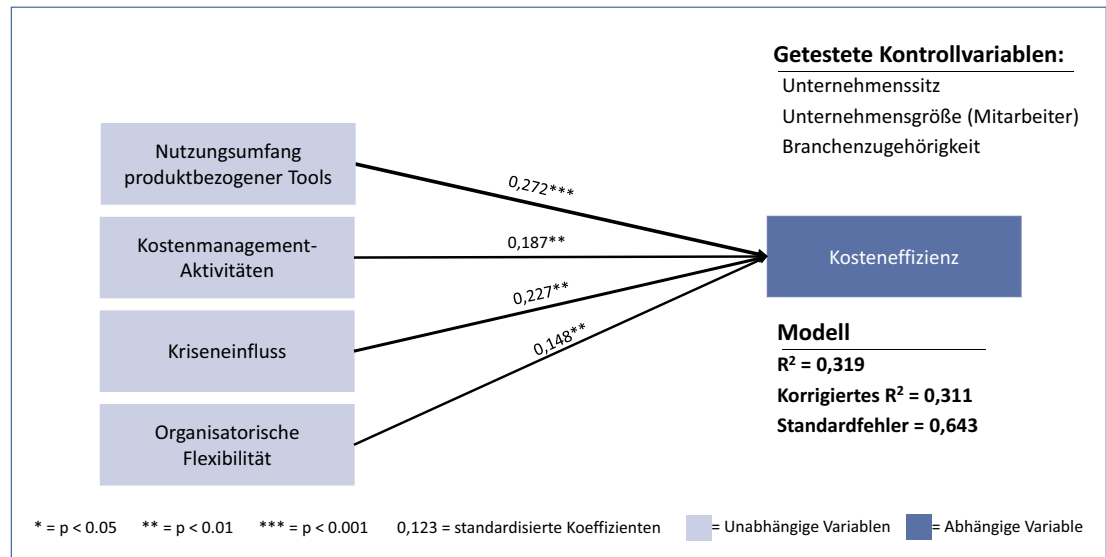 Getestete Kontrollvariablen:
Unternehmenssitz
Unternehmensgröße (Mitarbeiter)
Branchenzugehörigkeit
Nutzungsumfang
produktbezogener Tools
Kostenmanagement-
Aktivitäten
Kriseneinfluss
Organisatorische
Flexibilität
0,272***
0,187**
0,227**
0,148**
Kosteneffizienz
Modell
R² = 0,319
Korrigiertes R² = 0,311
Standardfehler = 0,643
* = p < 0.05 ** = p < 0.01 *** = p < 0.001 0,123 = standardisierte Koeffizienten = Unabhängige Variablen = Abhängige Variable